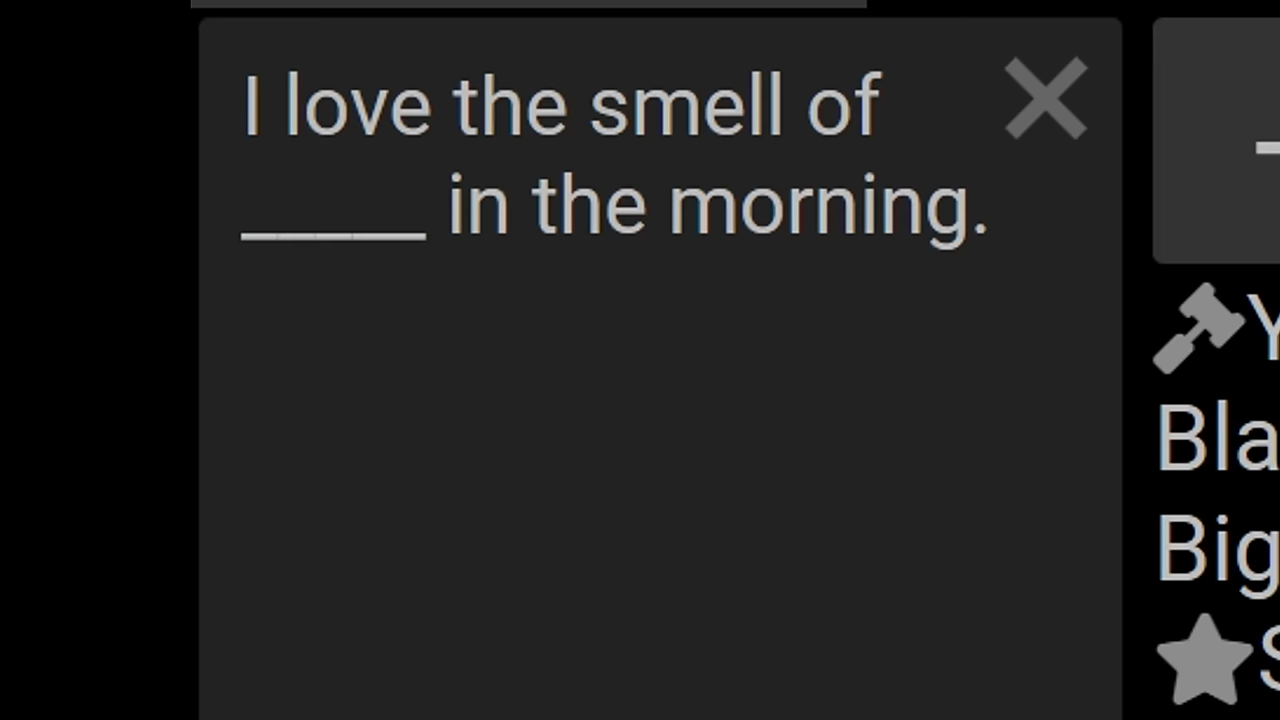 I love the smell of
_____ in the morning.
Bla
Big